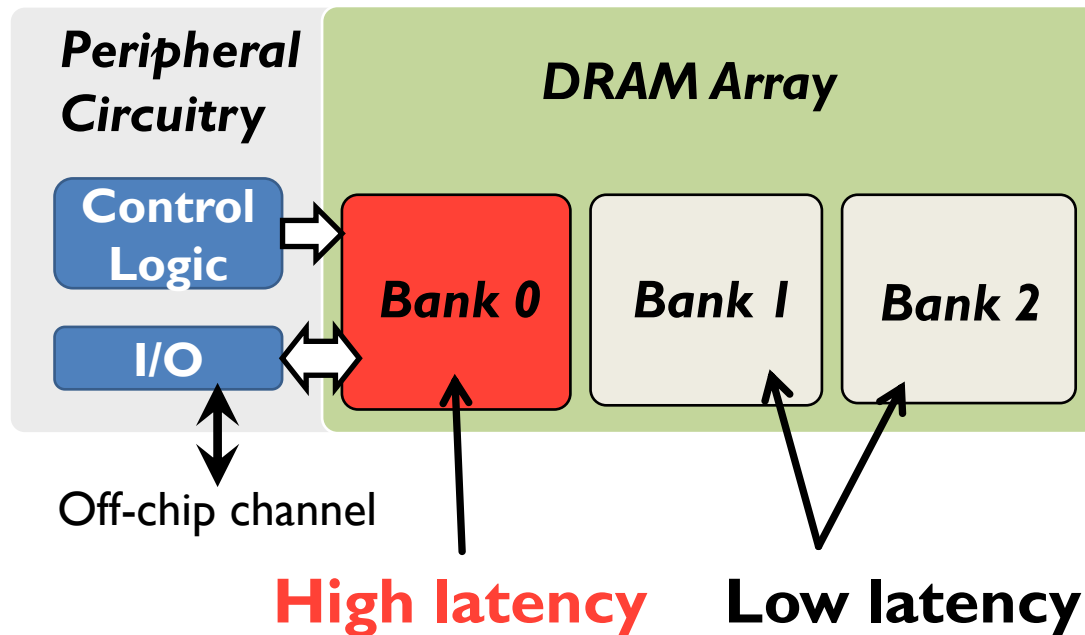 Peripheral
Circuitry
DRAM Array
Control
Logic
I/O
Bank 0
Bank 1
Bank 2
Off-chip channel
High latency
Low latency